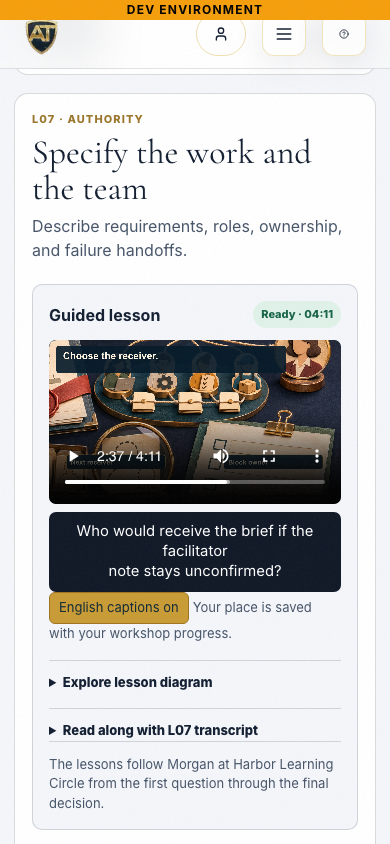 DEV ENVIRONMENT
AT
L07 · AUTHORITY
Specify the work and
the team
Describe requirements, roles, ownership,
and failure handoffs.
Guided lesson
Ready · 04:11
Choose the receiver.
2:37 / 4:11
Who would receive the brief if the
facilitator
note stays unconfirmed?
English captions on Your place is saved
with your workshop progress.
Explore lesson diagram
Read along with L07 transcript
The lessons follow Morgan at Harbor Learning
Circle from the first question through the final
decision.